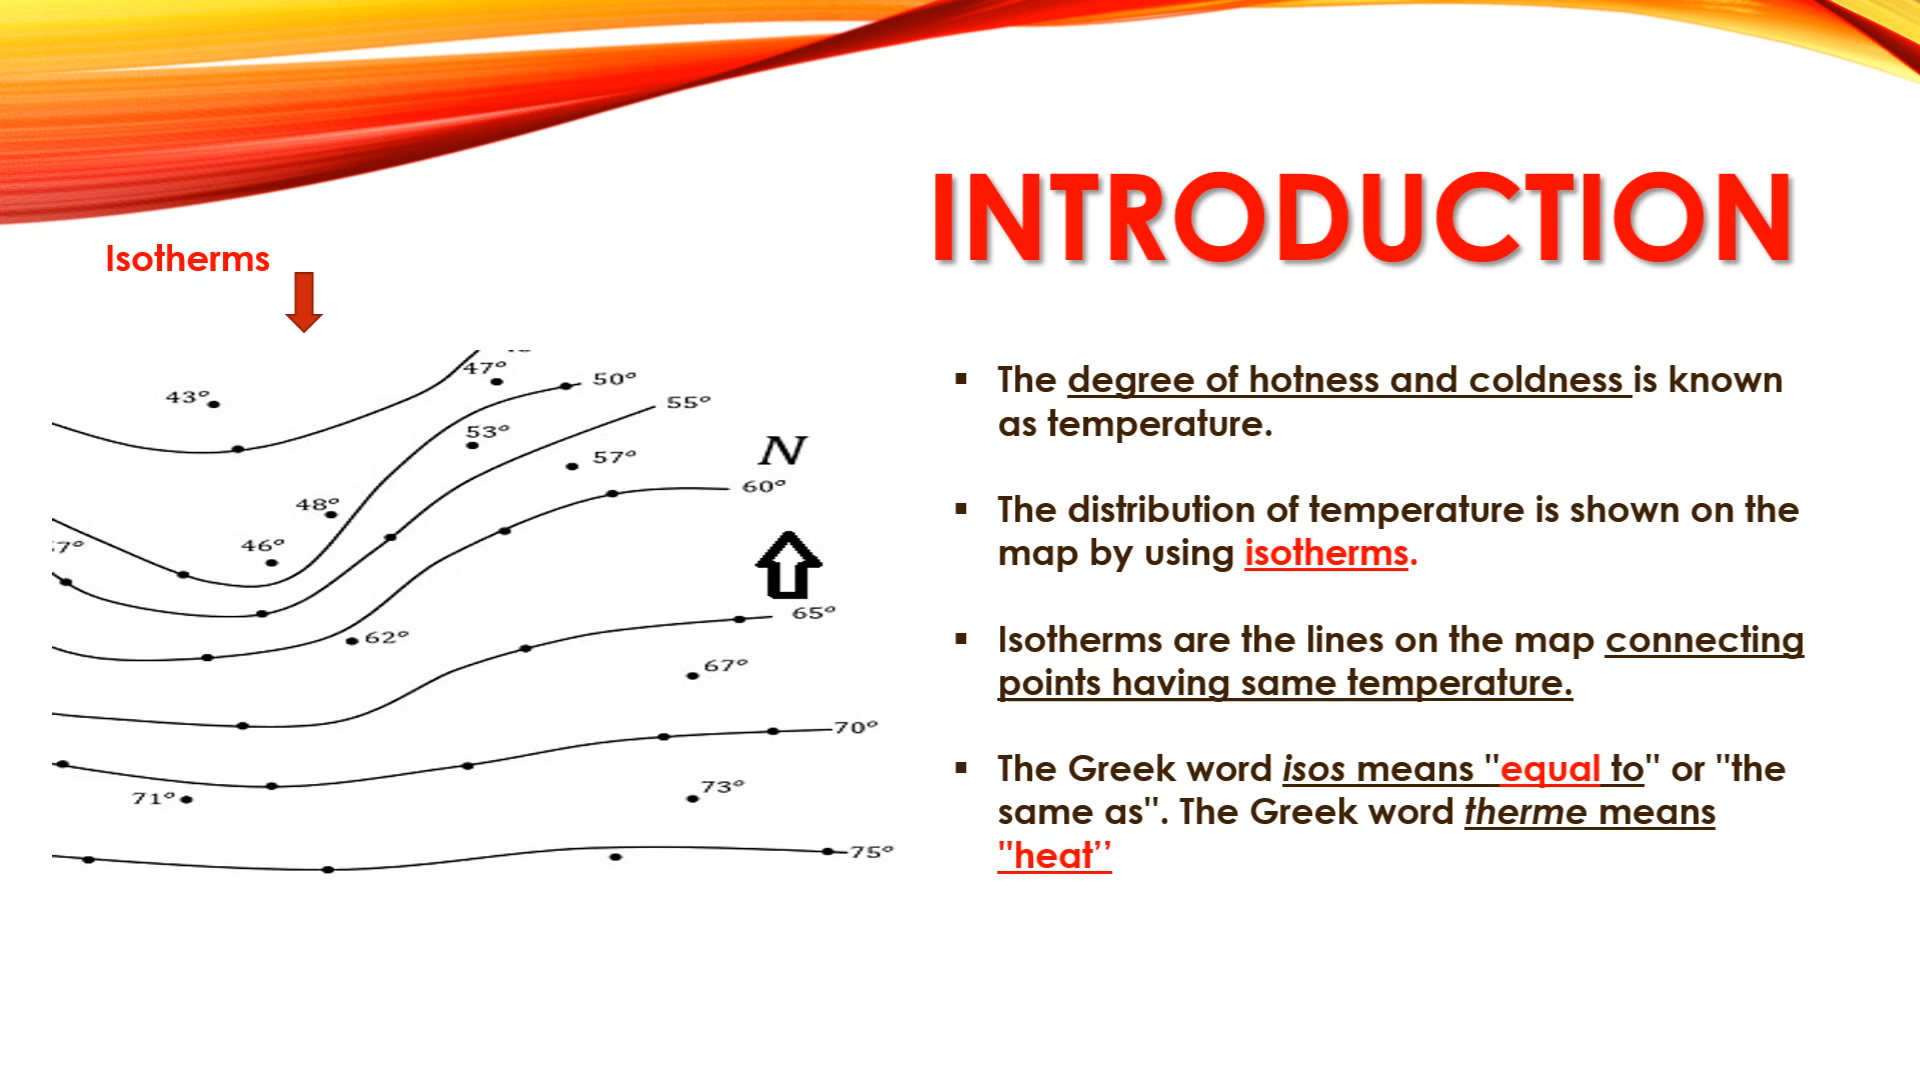 INTRODUCTION
Isotherms
47°
43°
50°
55°
53°
57°
N
60°
48°
46°
7°
65°
62°
67°
70°
71°
73°
75°
▪ The degree of hotness and coldness is known
as temperature.
▪ The distribution of temperature is shown on the
map by using isotherms.
▪ Isotherms are the lines on the map connecting
points having same temperature.
▪ The Greek word isos means "equal to" or "the
same as". The Greek word therme means
"heat’’